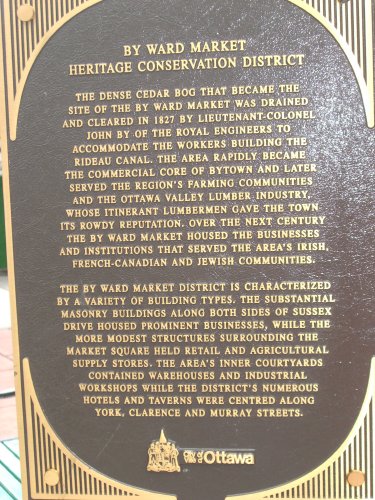 BY WARD MARKET
HERITAGE CONSERVATION DISTRICT
THE DENSE CEDAR BOG THAT BECAME THE
SITE OF THE BY WARD MARKET WAS DRAINED
AND CLEARED IN 1827 BY LIEUTENANT-COLONEL
JOHN BY OF THE ROYAL ENGINEERS TO
ACCOMMODATE THE WORKERS BUILDING THE
RIDEAU CANAL. THE AREA RAPIDLY BECAME
THE COMMERCIAL CORE OF BYTOWN AND LATER
SERVED THE REGION'S FARMING COMMUNITIES
AND THE OTTAWA VALLEY LUMBER INDUSTRY,
WHOSE ITINERANT LUMBERMEN GAVE THE TOWN
ITS ROWDY REPUTATION. OVER THE NEXT CENTURY
THE BY WARD MARKET HOUSED THE BUSINESSES
AND INSTITUTIONS THAT SERVED THE AREA'S IRISH,
FRENCH-CANADIAN AND JEWISH COMMUNITIES.
THE BY WARD MARKET DISTRICT IS CHARACTERIZED
BY A VARIETY OF BUILDING TYPES. THE SUBSTANTIAL
MASONRY BUILDINGS ALONG BOTH SIDES OF SUSSEX
DRIVE HOUSED PROMINENT BUSINESSES, WHILE THE
MORE MODEST STRUCTURES SURROUNDING THE
MARKET SQUARE HELD RETAIL AND AGRICULTURAL
SUPPLY STORES. THE AREA'S INNER COURTYARDS
CONTAINED WAREHOUSES AND INDUSTRIAL
WORKSHOPS WHILE THE DISTRICT'S NUMEROUS
HOTELS AND TAVERNS WERE CENTRED ALONG
YORK, CLARENCE AND MURRAY STREETS.
Ottawa